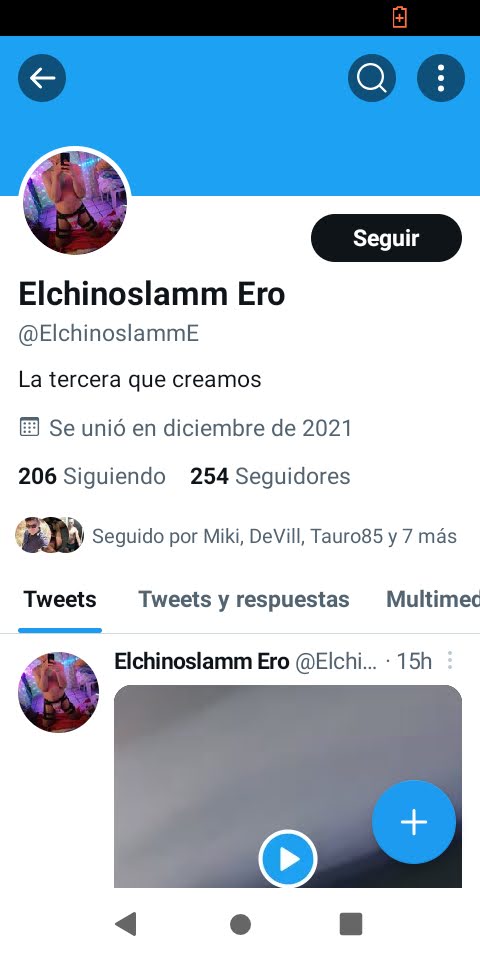 Seguir
Elchinoslamm Ero
@ElchinoslammE
La tercera que creamos
Se unió en diciembre de 2021
206 Siguiendo 254 Seguidores
Seguido por Miki, DeVill, Tauro85 y 7 más
Tweets Tweets y respuestas Multimed
Elchinoslamm Ero @Elchi... · 15h